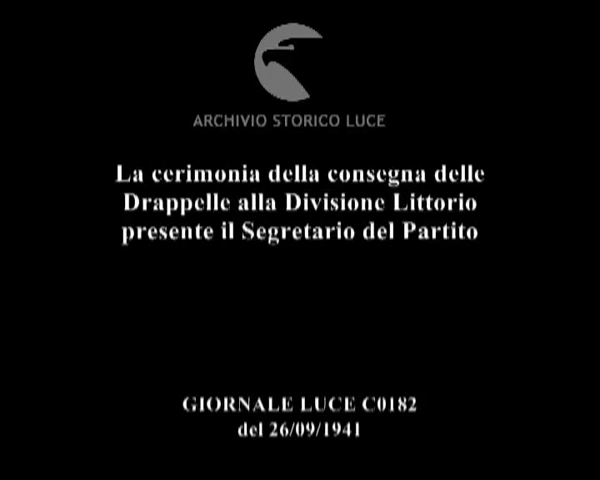 ARCHIVIO STORICO LUCE
La cerimonia della consegna delle
Drappelle alla Divisione Littorio
presente il Segretario del Partito
GIORNALE LUCE C0182
del 26/09/1941